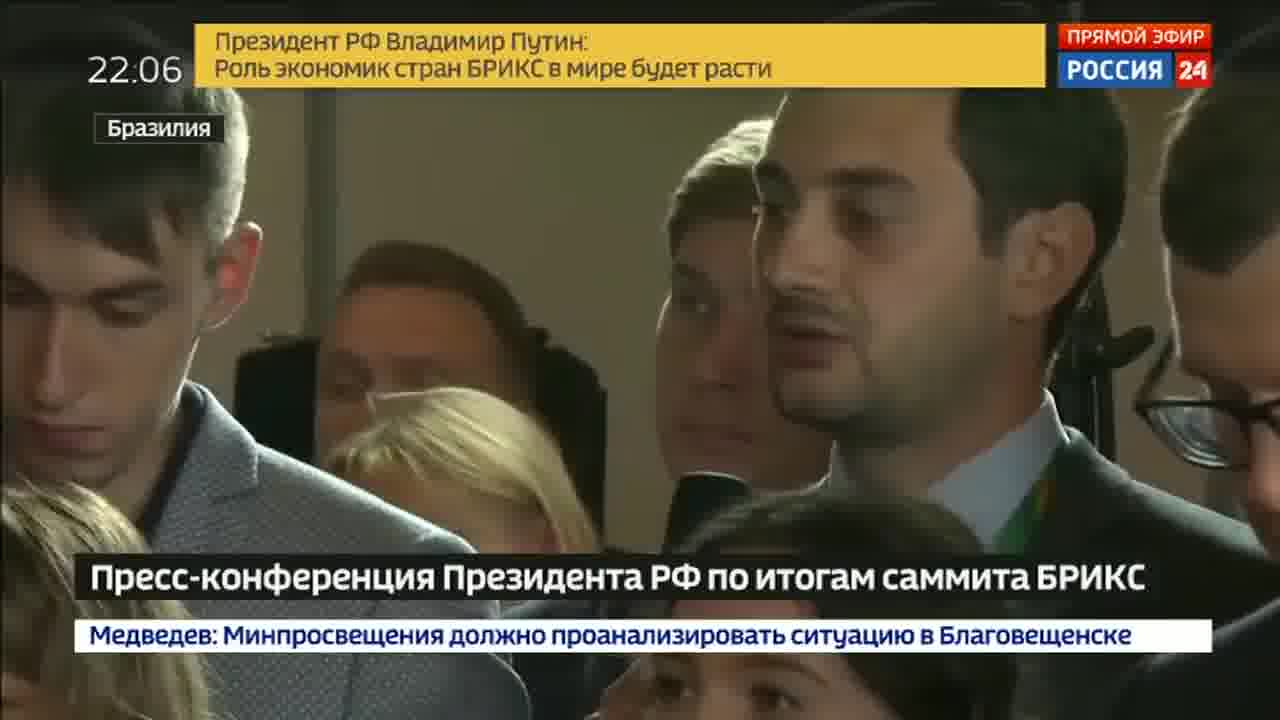 22.06
Президент РФ Владимир Путин:
Роль экономик стран БРИКС в мире будет расти
ПРЯМОЙ ЭФИР
РОССИЯ 24
Бразилия
Пресс-конференция Президента РФ по итогам саммита БРИКС
Медведев: Минпросвещения должно проанализировать ситуацию в Благовещенске